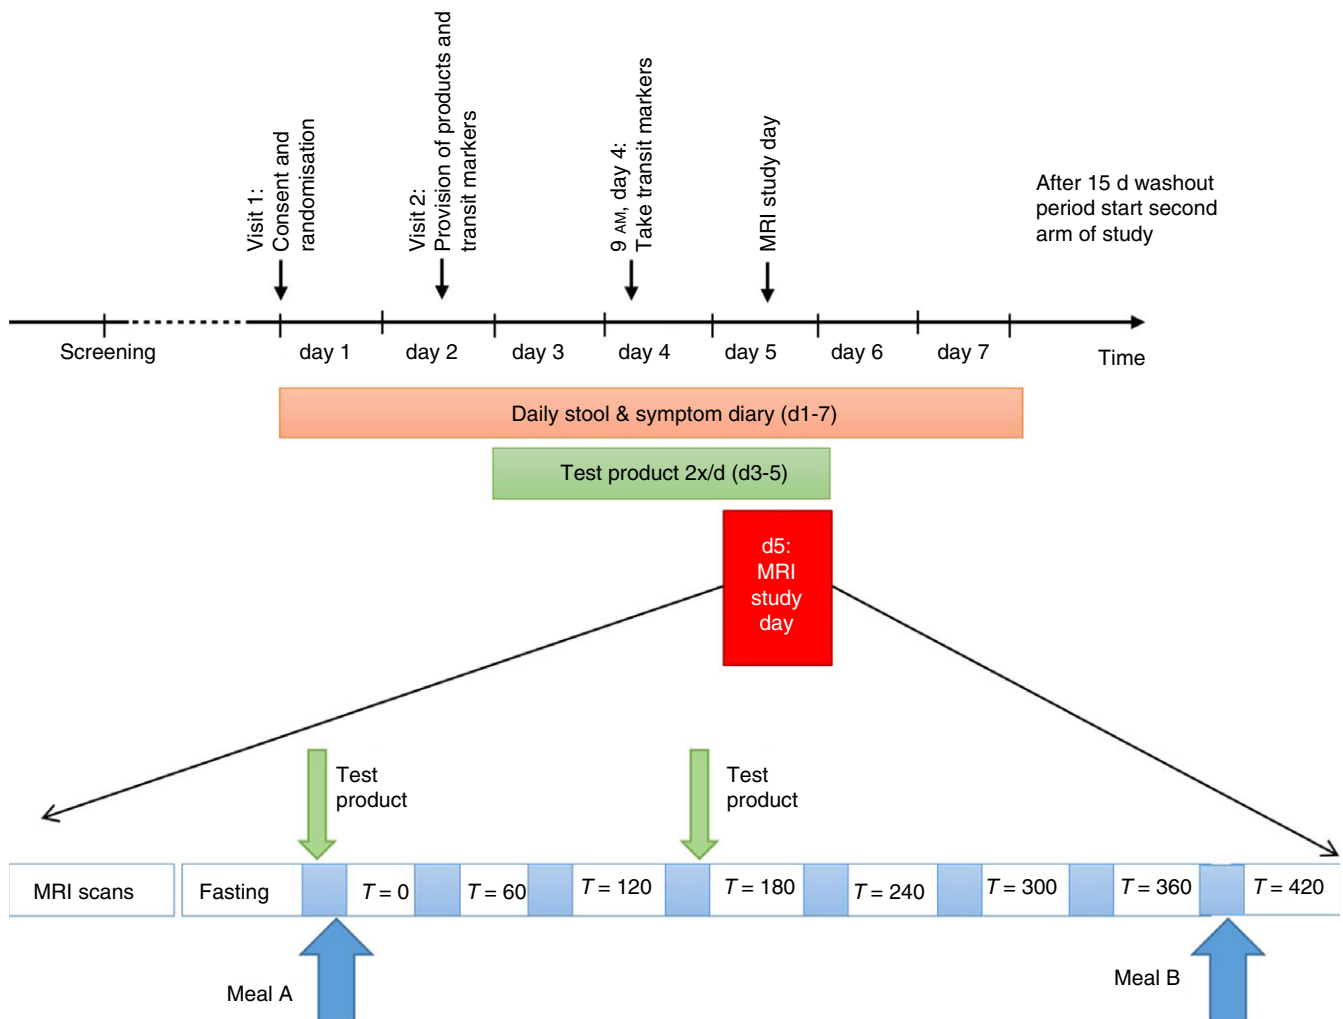 Visit 1:
Consent and
randomisation
Visit 2:
Provision of products and
transit markers
9 AM, day 4:
Take transit markers
MRI study day
After 15 d washout
period start second
arm of study
Screening
day 1
day 2
day 3
day 4
day 5
day 6
day 7
Time
Daily stool & symptom diary (d1-7)
Test product 2x/d (d3-5)
d5:
MRI
study
day
Test
product
Test
product
MRI scans
Fasting
T = 0
T = 60
T = 120
T = 180
T = 240
T = 300
T = 360
T = 420
Meal A
Meal B